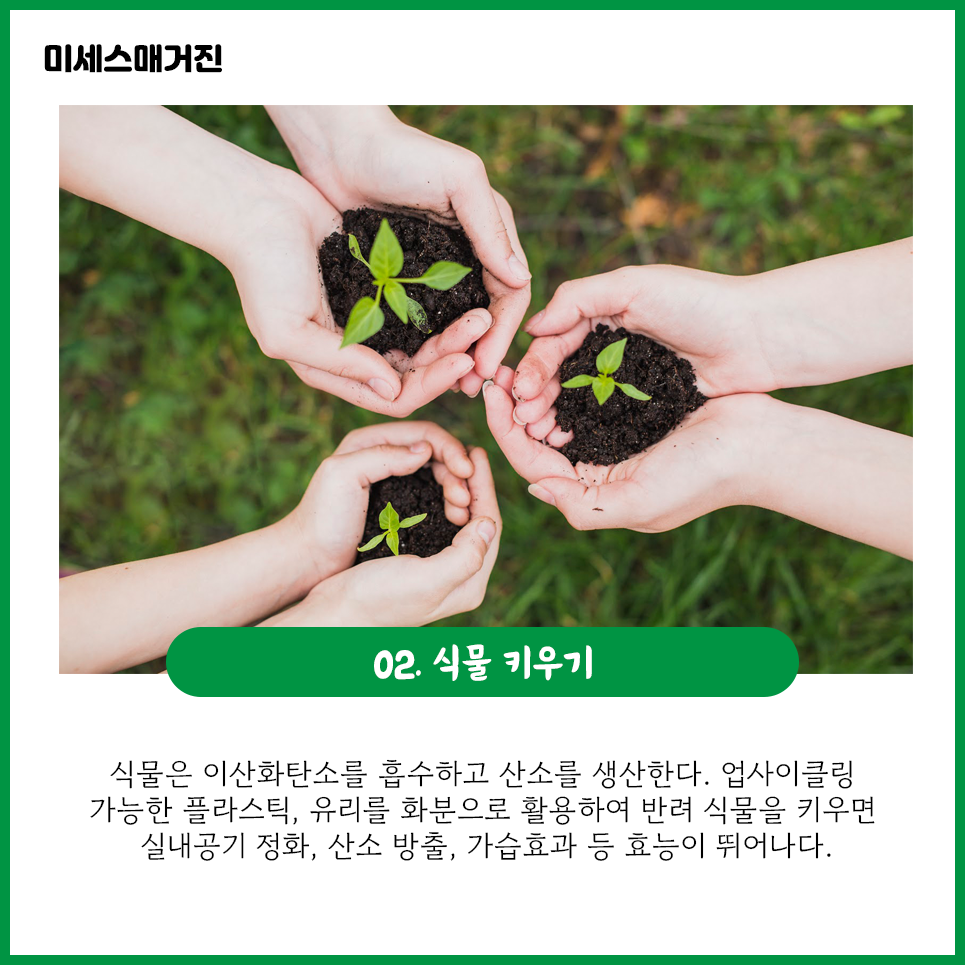 미세스매거진
02. 식물 키우기
식물은 이산화탄소를 흡수하고 산소를 생산한다. 업사이클링
가능한 플라스틱, 유리를 화분으로 활용하여 반려 식물을 키우면
실내공기 정화, 산소 방출, 가습효과 등 효능이 뛰어나다.